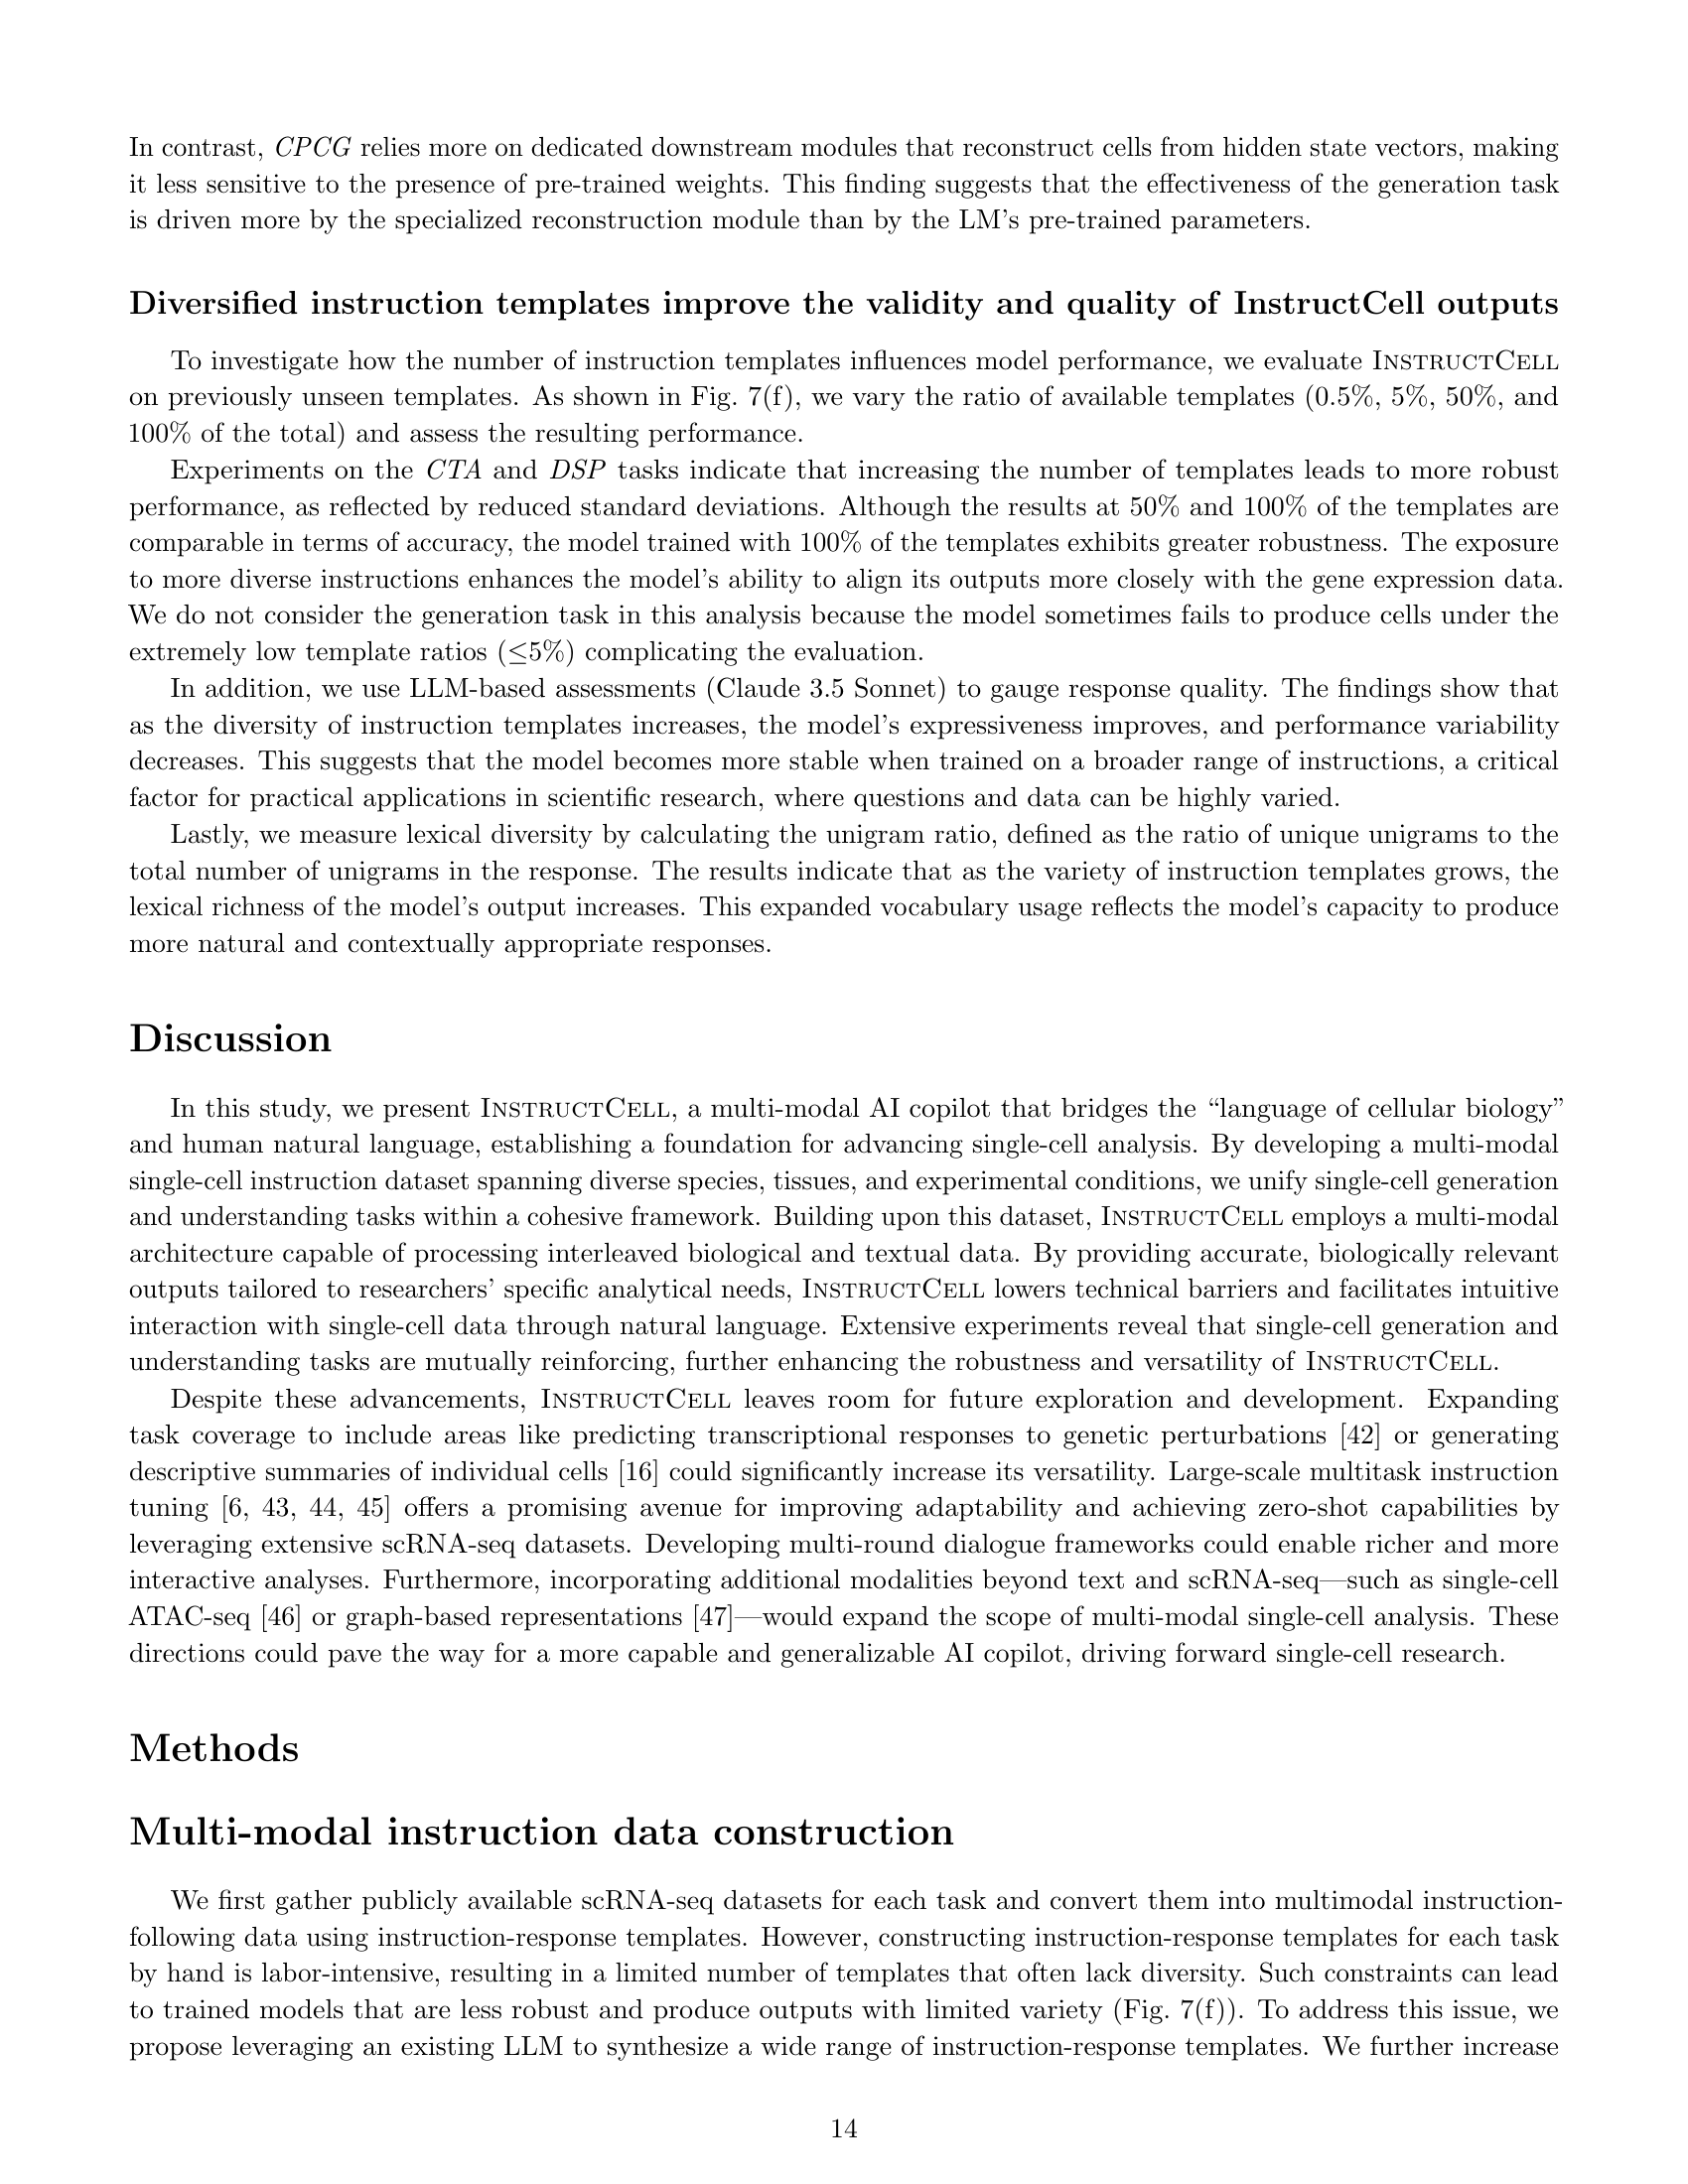 In contrast, CPCG relies more on dedicated downstream modules that reconstruct cells from hidden state vectors, making
it less sensitive to the presence of pre-trained weights. This finding suggests that the effectiveness of the generation task
is driven more by the specialized reconstruction module than by the LM’s pre-trained parameters.
Diversified instruction templates improve the validity and quality of InstructCell outputs
To investigate how the number of instruction templates influences model performance, we evaluate INSTRUCTCELL
on previously unseen templates. As shown in Fig. 7(f), we vary the ratio of available templates (0.5%, 5%, 50%, and
100% of the total) and assess the resulting performance.
Experiments on the CTA and DSP tasks indicate that increasing the number of templates leads to more robust
performance, as reflected by reduced standard deviations. Although the results at 50% and 100% of the templates are
comparable in terms of accuracy, the model trained with 100% of the templates exhibits greater robustness. The exposure
to more diverse instructions enhances the model’s ability to align its outputs more closely with the gene expression data.
We do not consider the generation task in this analysis because the model sometimes fails to produce cells under the
extremely low template ratios (≤5%) complicating the evaluation.
In addition, we use LLM-based assessments (Claude 3.5 Sonnet) to gauge response quality. The findings show that
as the diversity of instruction templates increases, the model’s expressiveness improves, and performance variability
decreases. This suggests that the model becomes more stable when trained on a broader range of instructions, a critical
factor for practical applications in scientific research, where questions and data can be highly varied.
Lastly, we measure lexical diversity by calculating the unigram ratio, defined as the ratio of unique unigrams to the
total number of unigrams in the response. The results indicate that as the variety of instruction templates grows, the
lexical richness of the model’s output increases. This expanded vocabulary usage reflects the model’s capacity to produce
more natural and contextually appropriate responses.
Discussion
In this study, we present INSTRUCTCELL, a multi-modal AI copilot that bridges the “language of cellular biology”
and human natural language, establishing a foundation for advancing single-cell analysis. By developing a multi-modal
single-cell instruction dataset spanning diverse species, tissues, and experimental conditions, we unify single-cell generation
and understanding tasks within a cohesive framework. Building upon this dataset, INSTRUCTCELL employs a multi-modal
architecture capable of processing interleaved biological and textual data. By providing accurate, biologically relevant
outputs tailored to researchers’ specific analytical needs, INSTRUCTCELL lowers technical barriers and facilitates intuitive
interaction with single-cell data through natural language. Extensive experiments reveal that single-cell generation and
understanding tasks are mutually reinforcing, further enhancing the robustness and versatility of INSTRUCTCELL.
Despite these advancements, INSTRUCTCELL leaves room for future exploration and development. Expanding
task coverage to include areas like predicting transcriptional responses to genetic perturbations [42] or generating
descriptive summaries of individual cells [16] could significantly increase its versatility. Large-scale multitask instruction
tuning [6, 43, 44, 45] offers a promising avenue for improving adaptability and achieving zero-shot capabilities by
leveraging extensive scRNA-seq datasets. Developing multi-round dialogue frameworks could enable richer and more
interactive analyses. Furthermore, incorporating additional modalities beyond text and scRNA-seq—such as single-cell
ATAC-seq [46] or graph-based representations [47]—would expand the scope of multi-modal single-cell analysis. These
directions could pave the way for a more capable and generalizable AI copilot, driving forward single-cell research.
Methods
Multi-modal instruction data construction
We first gather publicly available scRNA-seq datasets for each task and convert them into multimodal instruction-
following data using instruction-response templates. However, constructing instruction-response templates for each task
by hand is labor-intensive, resulting in a limited number of templates that often lack diversity. Such constraints can lead
to trained models that are less robust and produce outputs with limited variety (Fig. 7(f)). To address this issue, we
propose leveraging an existing LLM to synthesize a wide range of instruction-response templates. We further increase
14